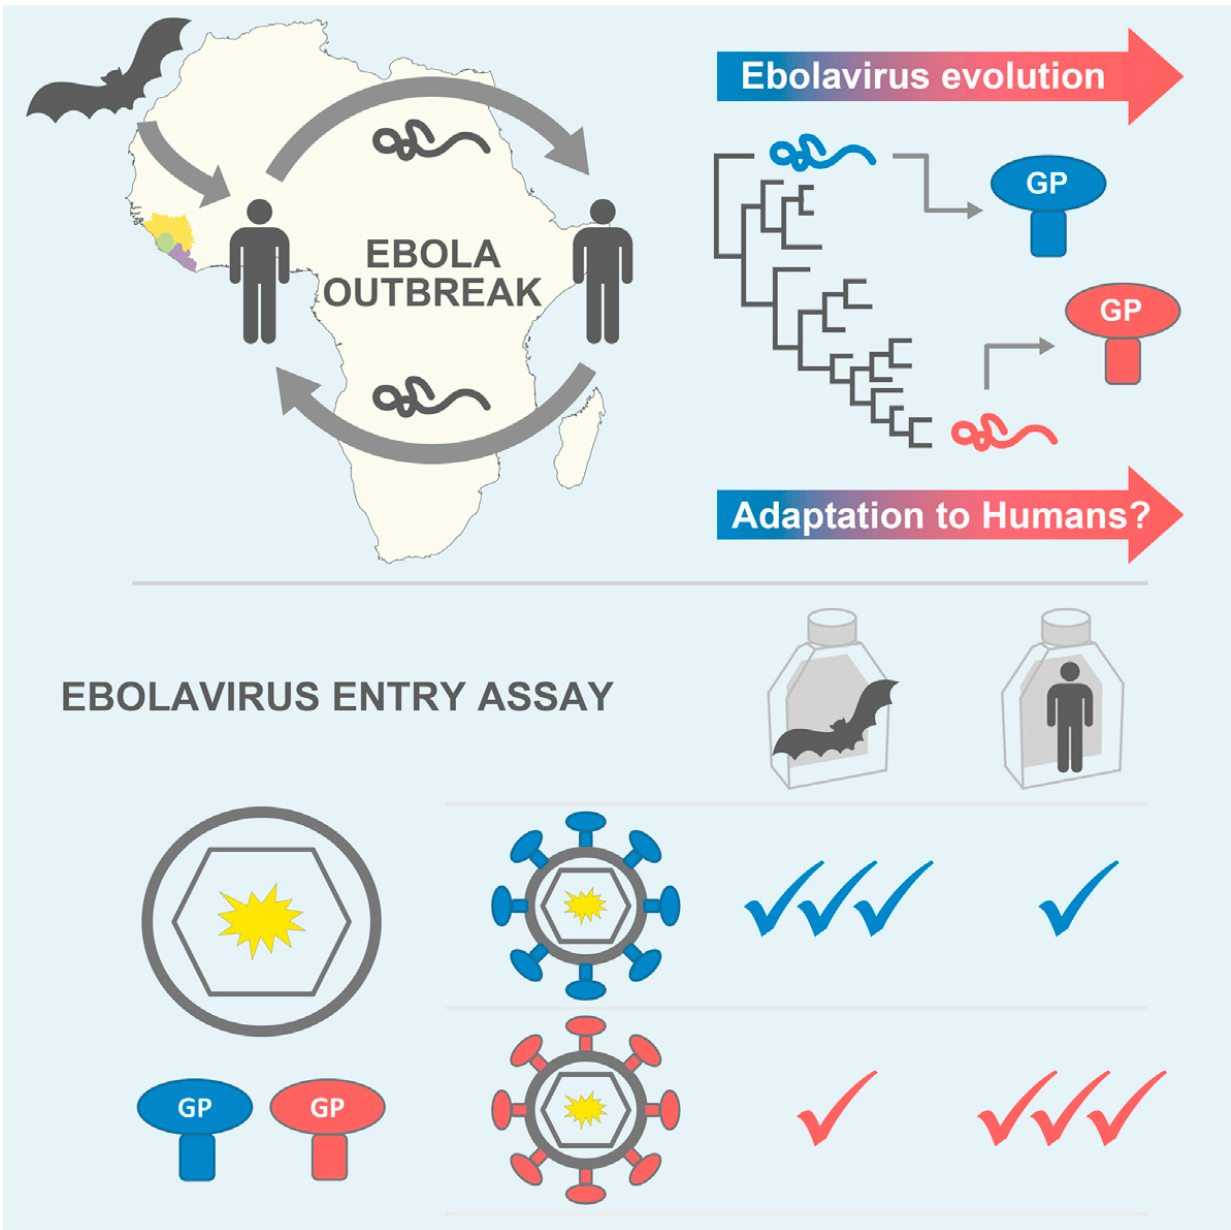 Ebolavirus evolution
GP
EBOLA
OUTBREAK
GP
Adaptation to Humans?
EBOLAVIRUS ENTRY ASSAY
GP
GP